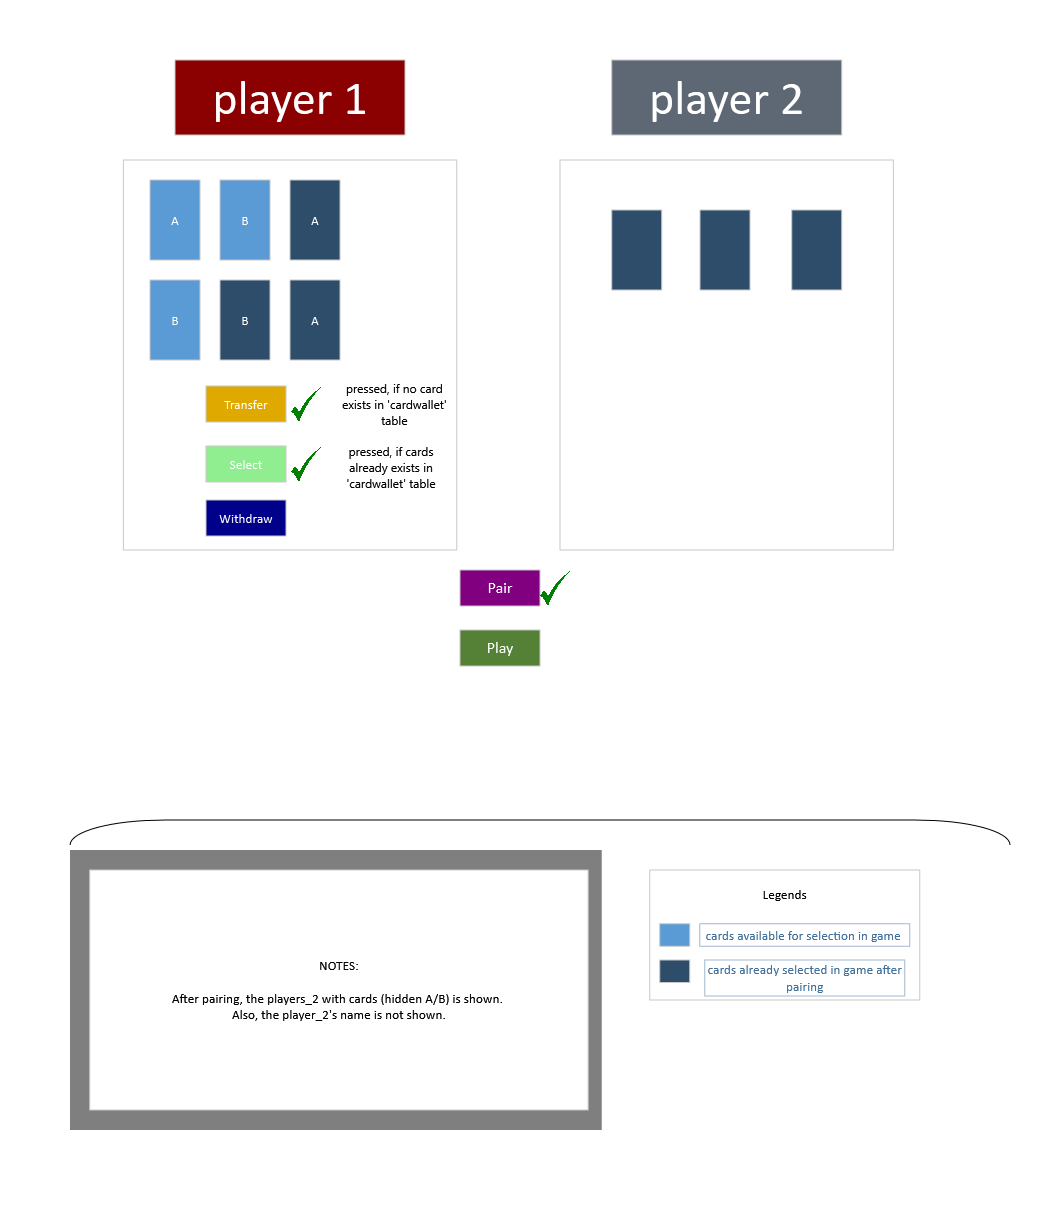 player 1
player 2
A
B
A
B
B
A
Transfer
pressed, if no card
exists in 'cardwallet'
table
Select
pressed, if cards
already exists in
'cardwallet' table
Withdraw
Pair
Play
NOTES:
After pairing, the players_2 with cards (hidden A/B) is shown.
Also, the player_2's name is not shown.
Legends
cards available for selection in game
cards already selected in game after
pairing